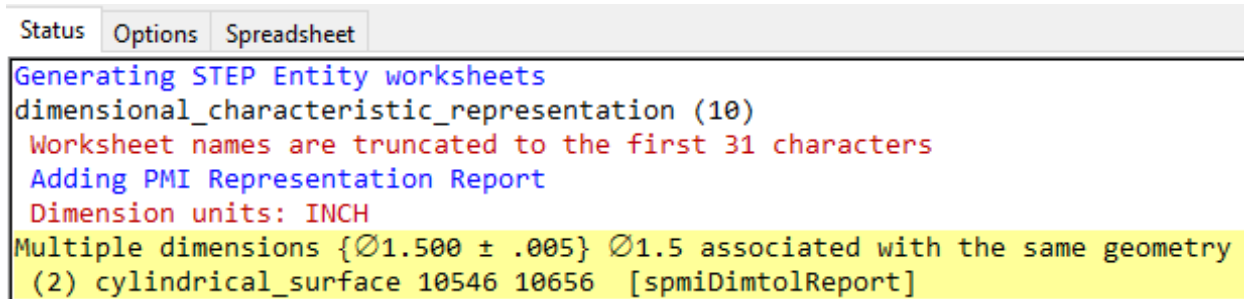 Status Options Spreadsheet
Generating STEP Entity worksheets
dimensional_characteristic_representation (10)
Worksheet names are truncated to the first 31 characters
Adding PMI Representation Report
Dimension units: INCH
Multiple dimensions {∅1.500 ± .005} ∅1.5 associated with the same geometry
(2) cylindrical_surface 10546 10656 [spmiDimtolReport]